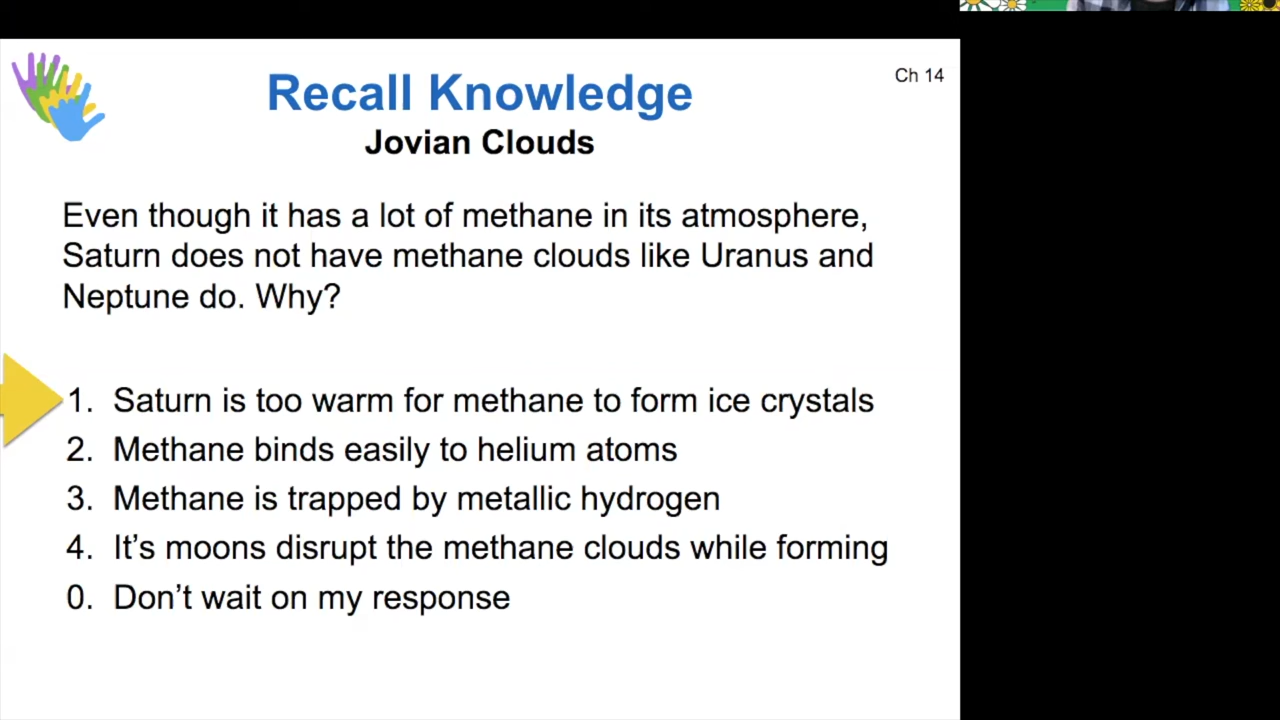 Ch 14
Recall Knowledge
Jovian Clouds
Even though it has a lot of methane in its atmosphere,
Saturn does not have methane clouds like Uranus and
Neptune do. Why?
1. Saturn is too warm for methane to form ice crystals
2. Methane binds easily to helium atoms
3. Methane is trapped by metallic hydrogen
4. It’s moons disrupt the methane clouds while forming
0. Don’t wait on my response